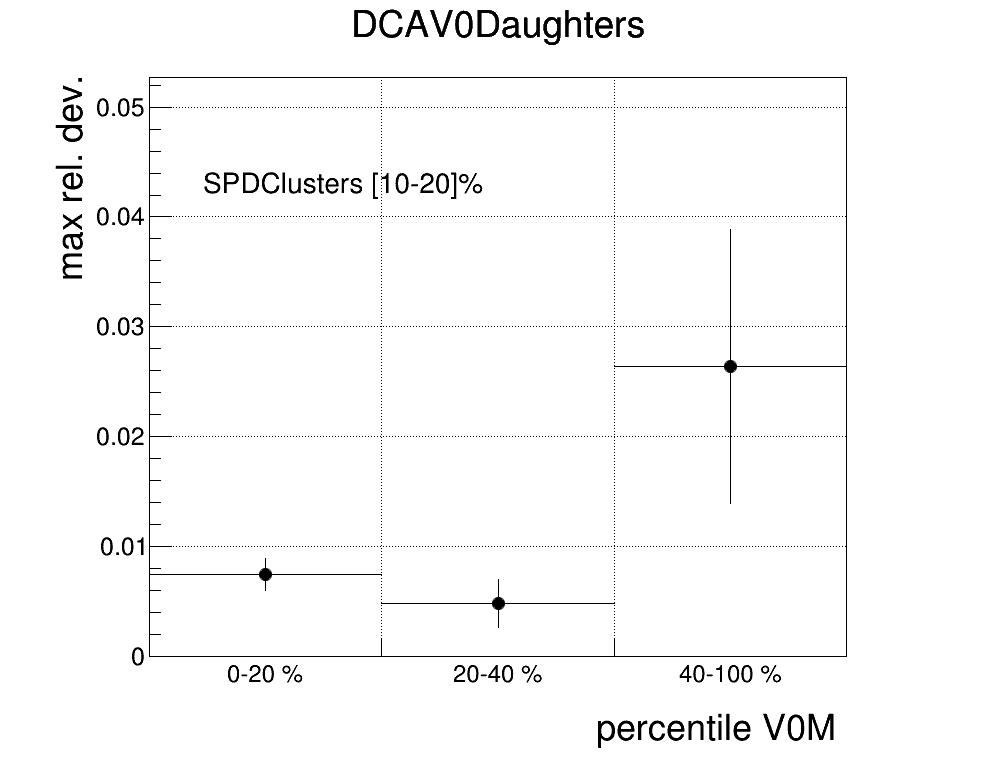 DCAV0Daughters
max rel. dev.
0.05
SPDClusters [10-20]%
0.04
0.03
0.02
0.01
0
0-20 %
20-40 %
40-100 %
percentile V0M